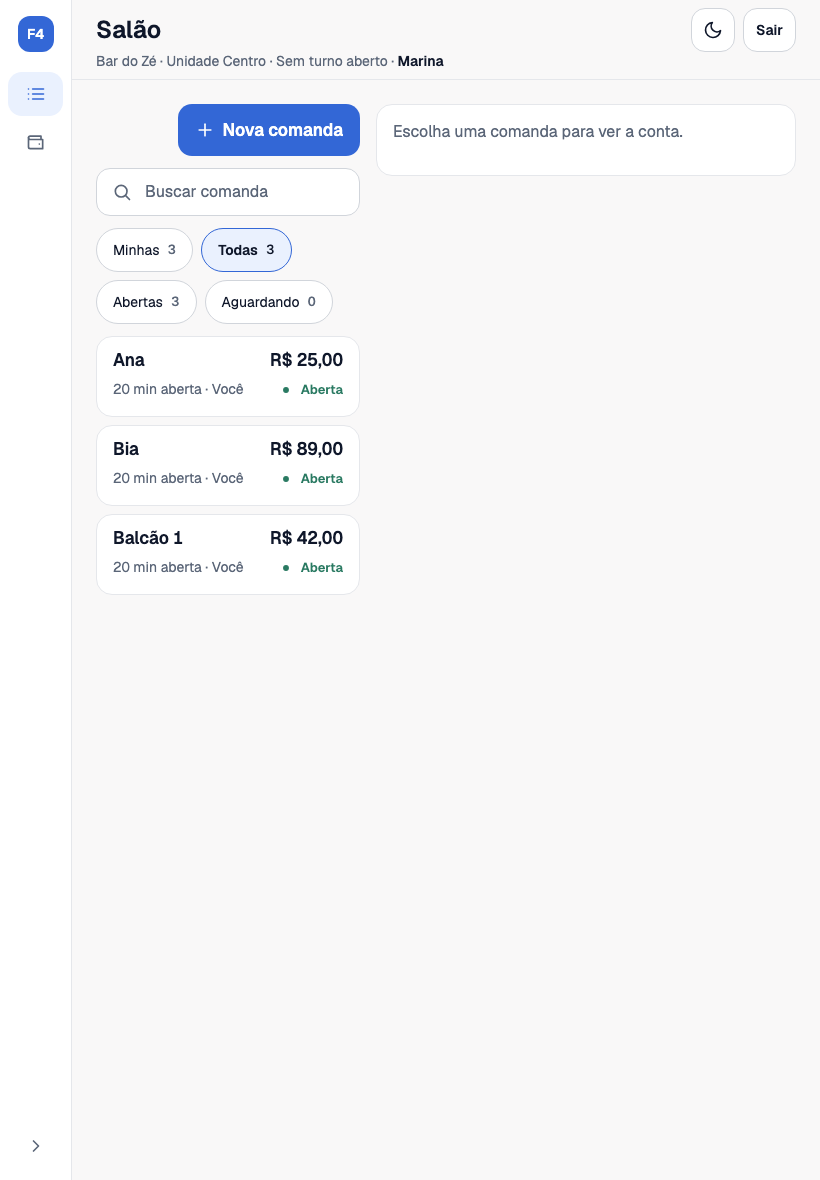 F4
Salão
Bar do Zé · Unidade Centro · Sem turno aberto · Marina
Sair
Nova comanda
Buscar comanda
Minhas 3
Todas 3
Abertas 3
Aguardando 0
Ana R$ 25,00
20 min aberta · Você Aberta
Bia R$ 89,00
20 min aberta · Você Aberta
Balcão 1 R$ 42,00
20 min aberta · Você Aberta
Escolha uma comanda para ver a conta.